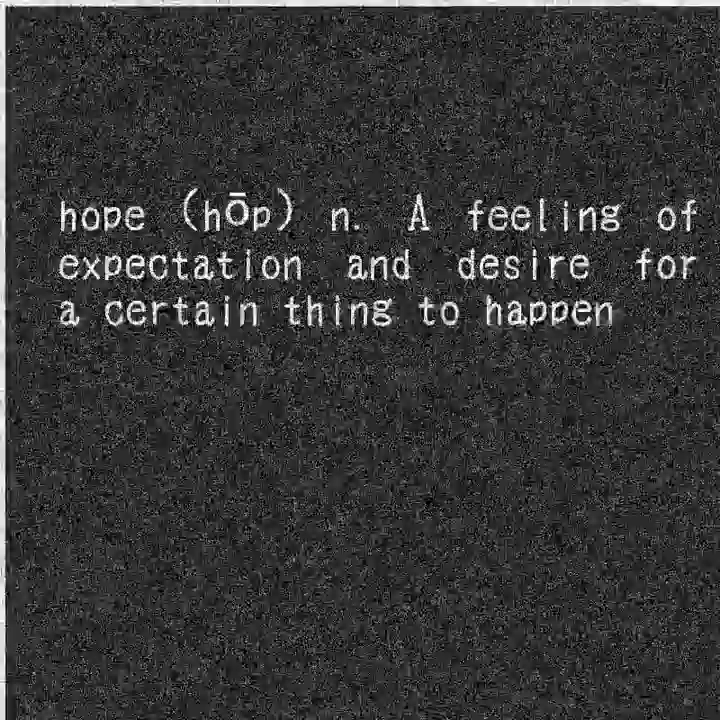 hope (hōp) n. A feeling of
expectation and desire for
a certain thing to happen